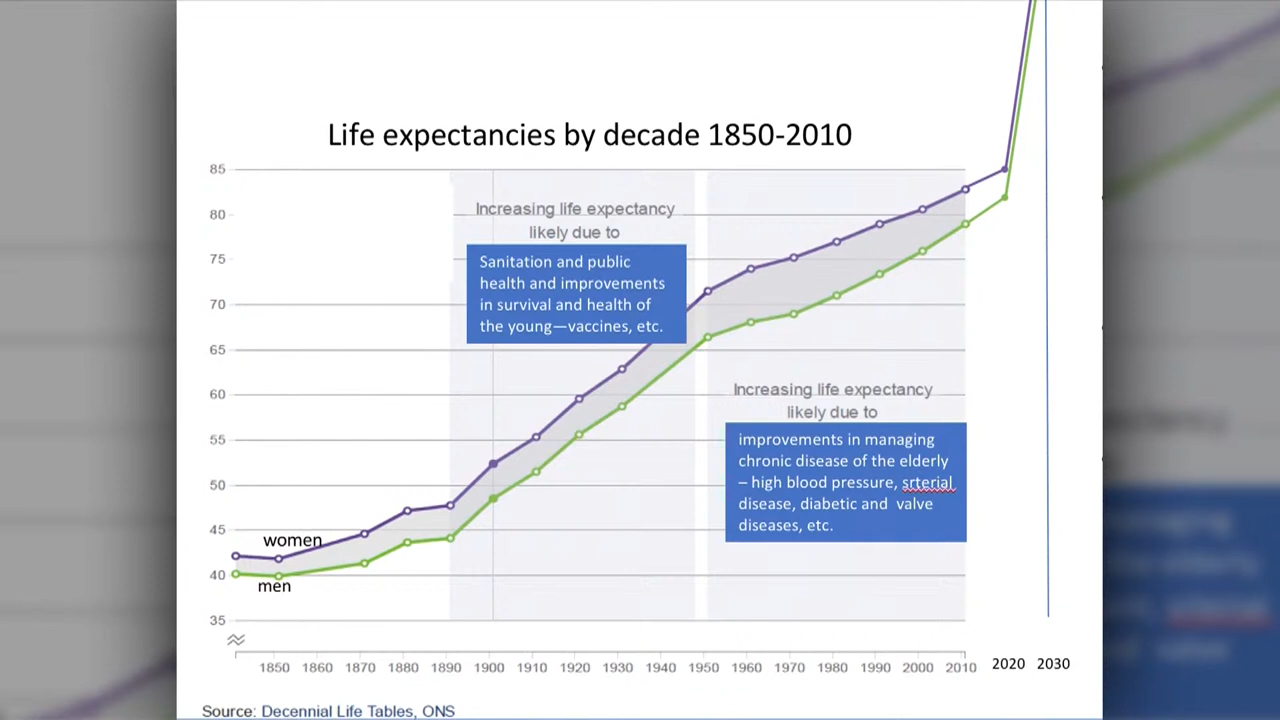 Life expectancies by decade 1850-2010
85
80
75
70
65
60
55
50
45
40
35
Increasing life expectancy
likely due to
Sanitation and public
health and improvements
in survival and health of
the young—vaccines, etc.
Increasing life expectancy
likely due to
improvements in managing
chronic disease of the elderly
– high blood pressure, srterial
disease, diabetic and valve
diseases, etc.
women
men
1850 1860 1870 1880 1890 1900 1910 1920 1930 1940 1950 1960 1970 1980 1990 2000 2010 2020 2030
Source: Decennial Life Tables, ONS